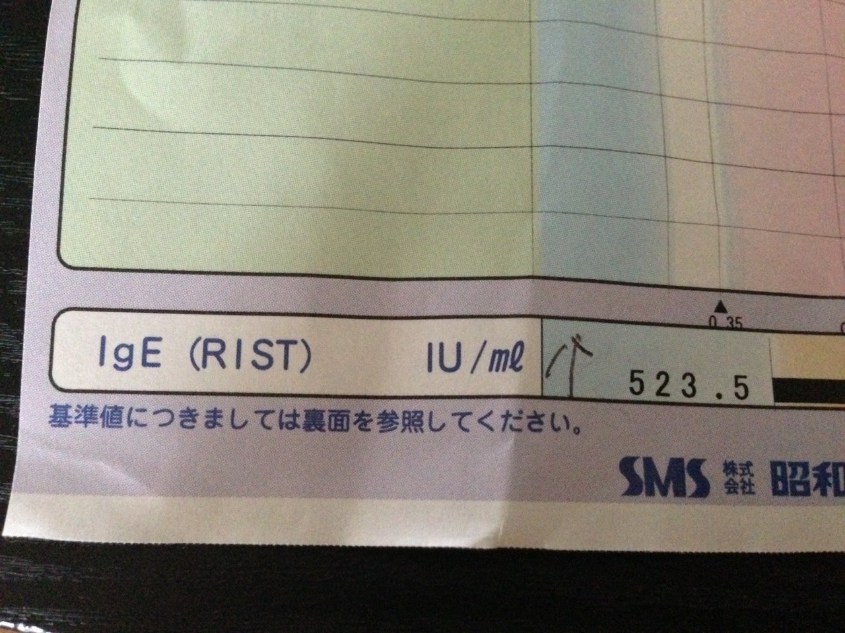 ▲
0.35
IgE (RIST) IU/mℓ ↑ 523.5
基準値につきましては裏面を参照してください。
SMS 株式会社 昭和